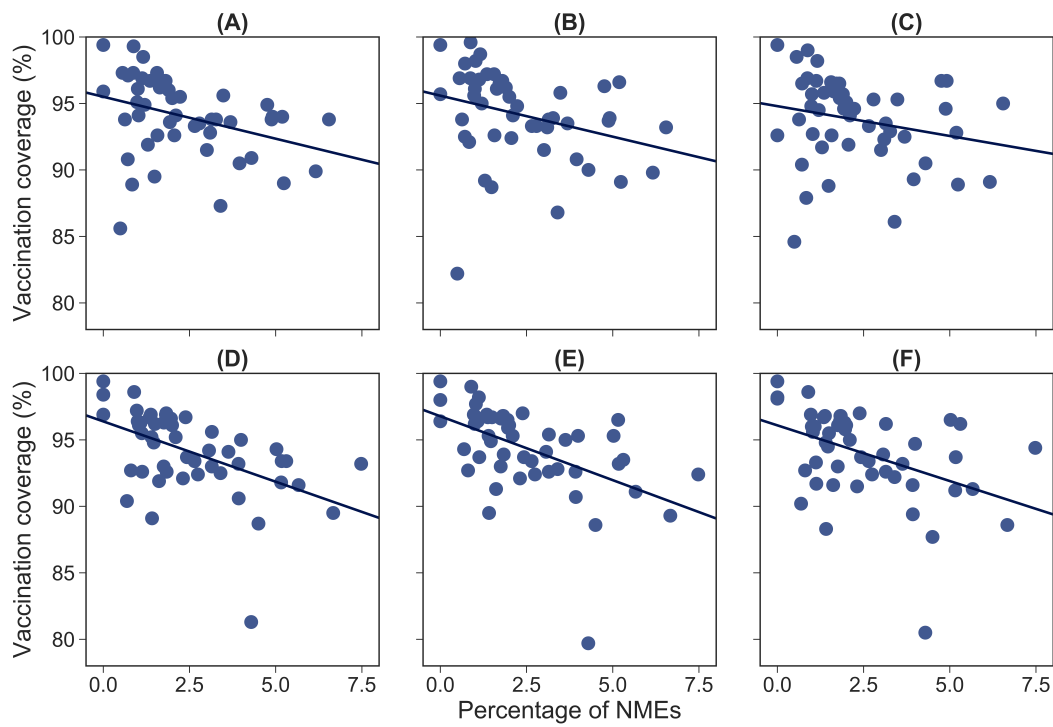 (A) (B) (C)
Vaccination coverage (%)
100
95
90
85
80
(D) (E) (F)
Vaccination coverage (%)
100
95
90
85
80
0.0 2.5 5.0 7.5 0.0 2.5 5.0 7.5 0.0 2.5 5.0 7.5
Percentage of NMEs